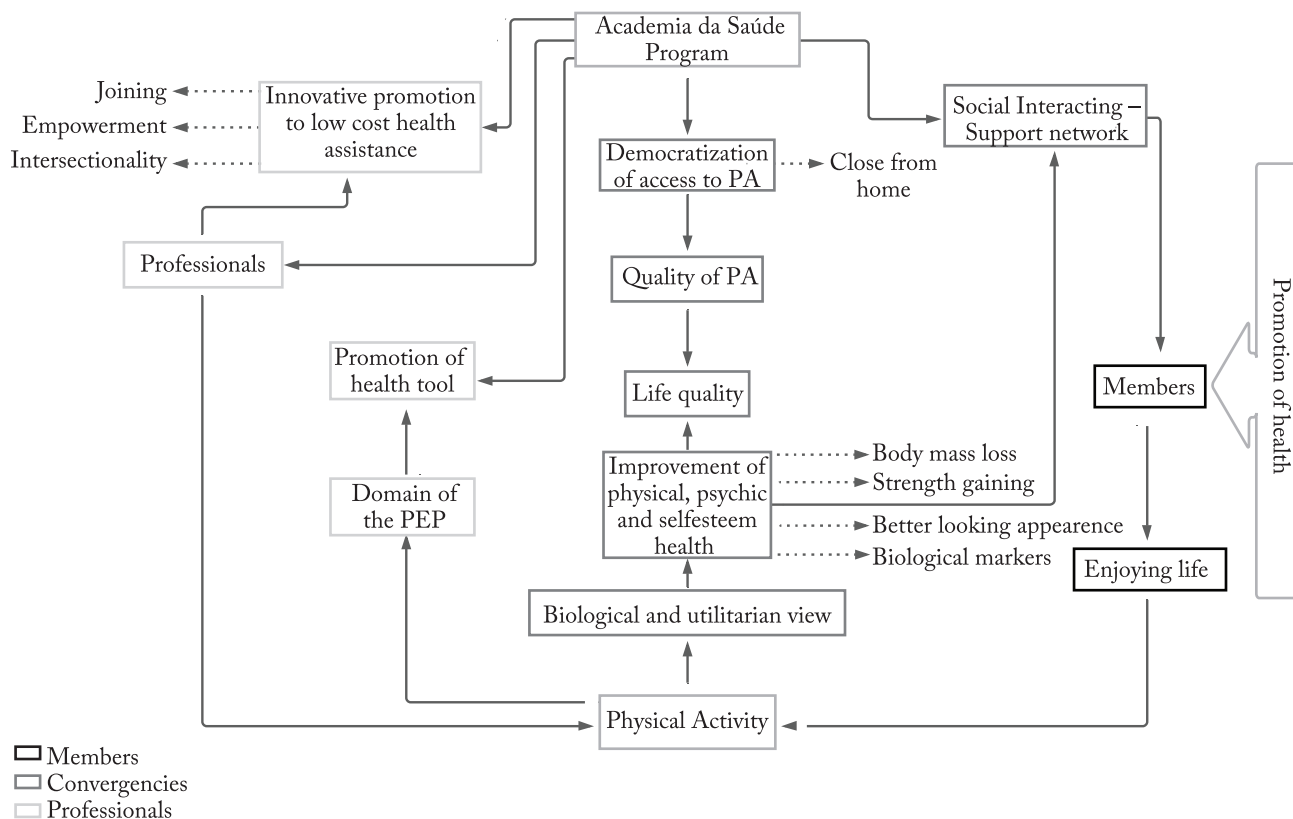 Academia da Saúde
Program
Joining
Empowerment
Intersectionality
Innovative promotion
to low cost health
assistance
Social Interacting –
Support network
Democratization
of access to PA
Close from
home
Professionals
Quality of PA
Promotion of
health tool
Life quality
Members
Promotion of health
Improvement of
physical, psychic
and selfesteem
health
Body mass loss
Strength gaining
Better looking appearence
Biological markers
Domain of
the PEP
Enjoying life
Biological and utilitarian view
Physical Activity
Members
Convergencies
Professionals